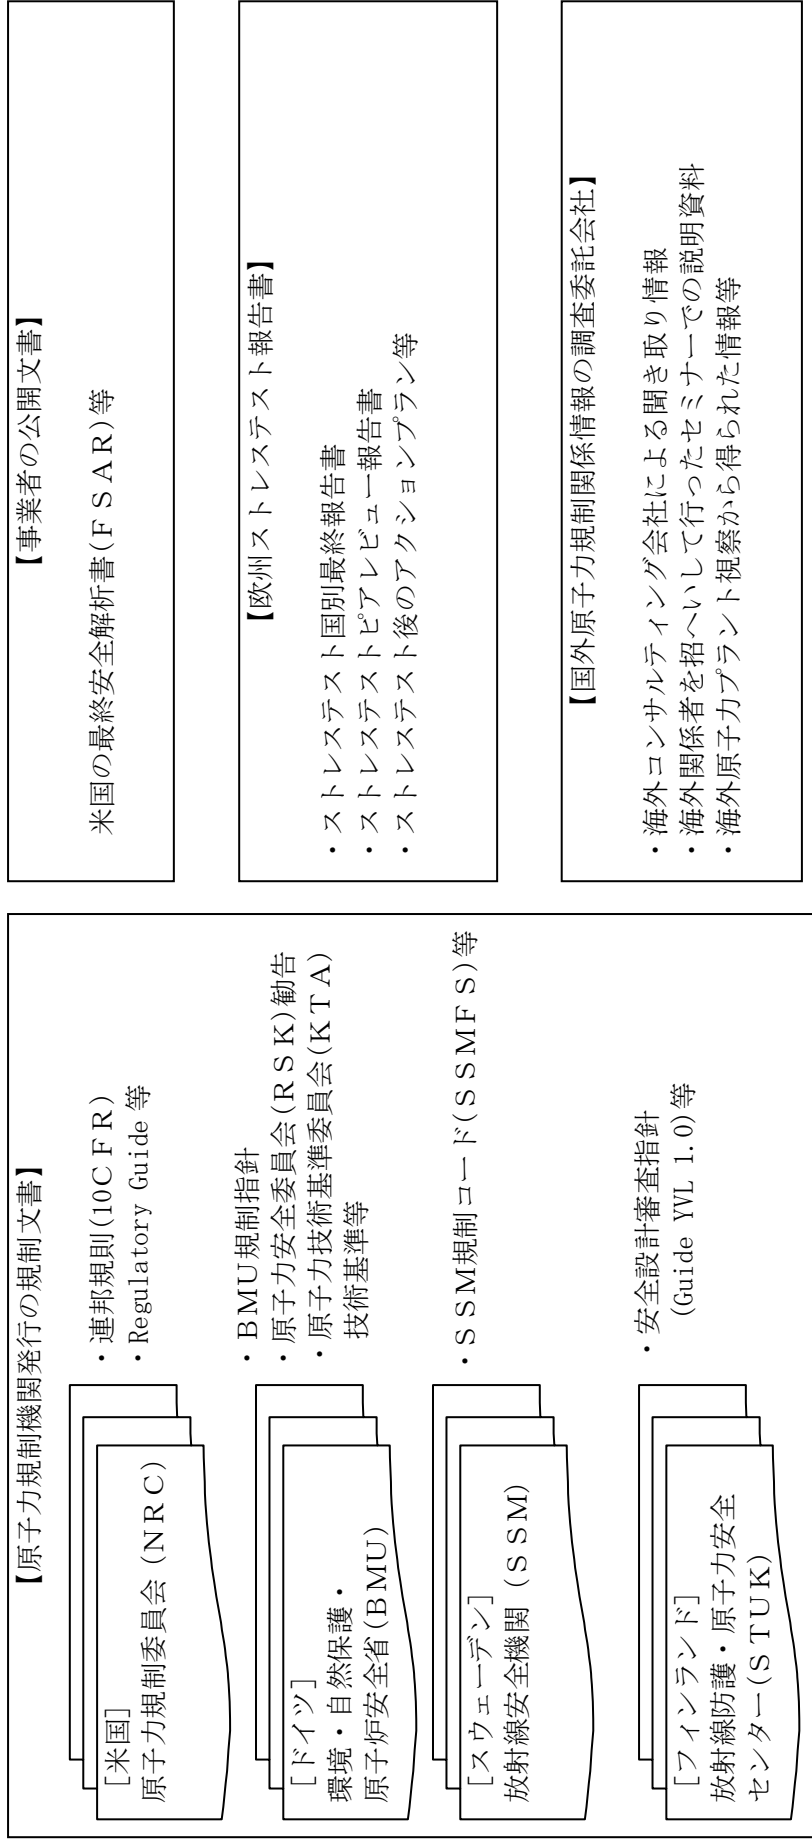 【原子力規制機関発行の規制文書】
[米国]
原子力規制委員会（ＮＲＣ）
・連邦規則(10ＣＦＲ)
・Regulatory Guide 等
[ドイツ]
環境・自然保護・
原子炉安全省(ＢＭＵ)
・ＢＭＵ規制指針
・原子力安全委員会(ＲＳＫ)勧告
・原子力技術基準委員会(ＫＴＡ)
技術基準等
[スウェーデン]
放射線安全機関（ＳＳＭ）
・ＳＳＭ規制コード(ＳＳＭＦＳ)等
[フィンランド]
放射線防護・原子力安全
センター(ＳＴＵＫ)
・安全設計審査指針
(Guide YVL 1.0)等
【事業者の公開文書】
米国の最終安全解析書(ＦＳＡＲ)等
【欧州ストレステスト報告書】
・ストレステスト国別最終報告書
・ストレステストピアレビュー報告書
・ストレステスト後のアクションプラン等
【国外原子力規制関係情報の調査委託会社】
・海外コンサルティング会社による聞き取り情報
・海外関係者を招へいして行ったセミナーでの説明資料
・海外原子力プラント視察から得られた情報等